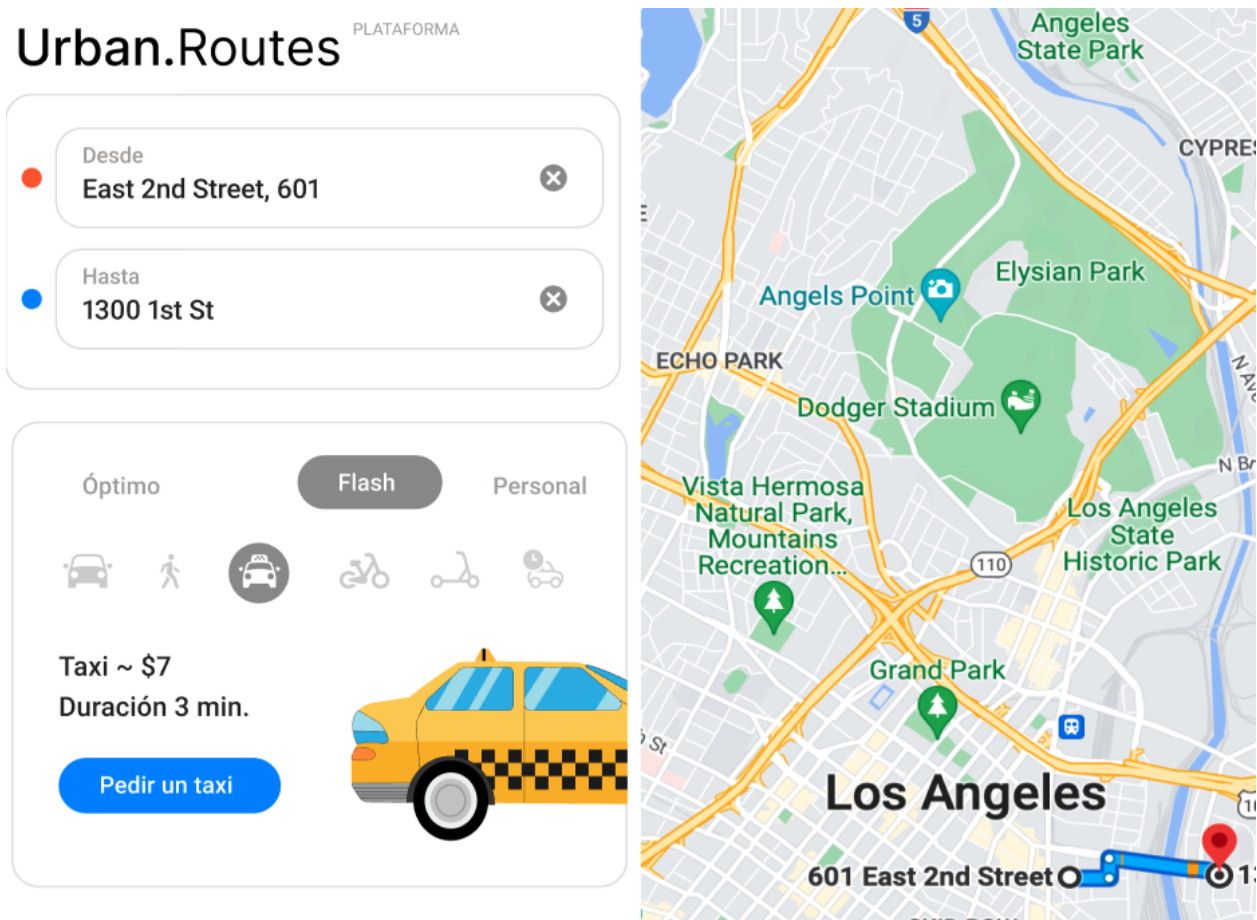 Urban.Routes
PLATAFORMA
Desde
East 2nd Street, 601
Hasta
1300 1st St
Óptimo
Flash
Personal
Taxi ~ $7
Duración 3 min.
Pedir un taxi
5
Angeles
State Park
CYPRES
Elysian Park
Angels Point
ECHO PARK
Dodger Stadium
N Av
N Br
Vista Hermosa
Natural Park,
Mountains
Recreation...
Los Angeles
State
Historic Park
110
Grand Park
St
Los Angeles
10
601 East 2nd Street
13